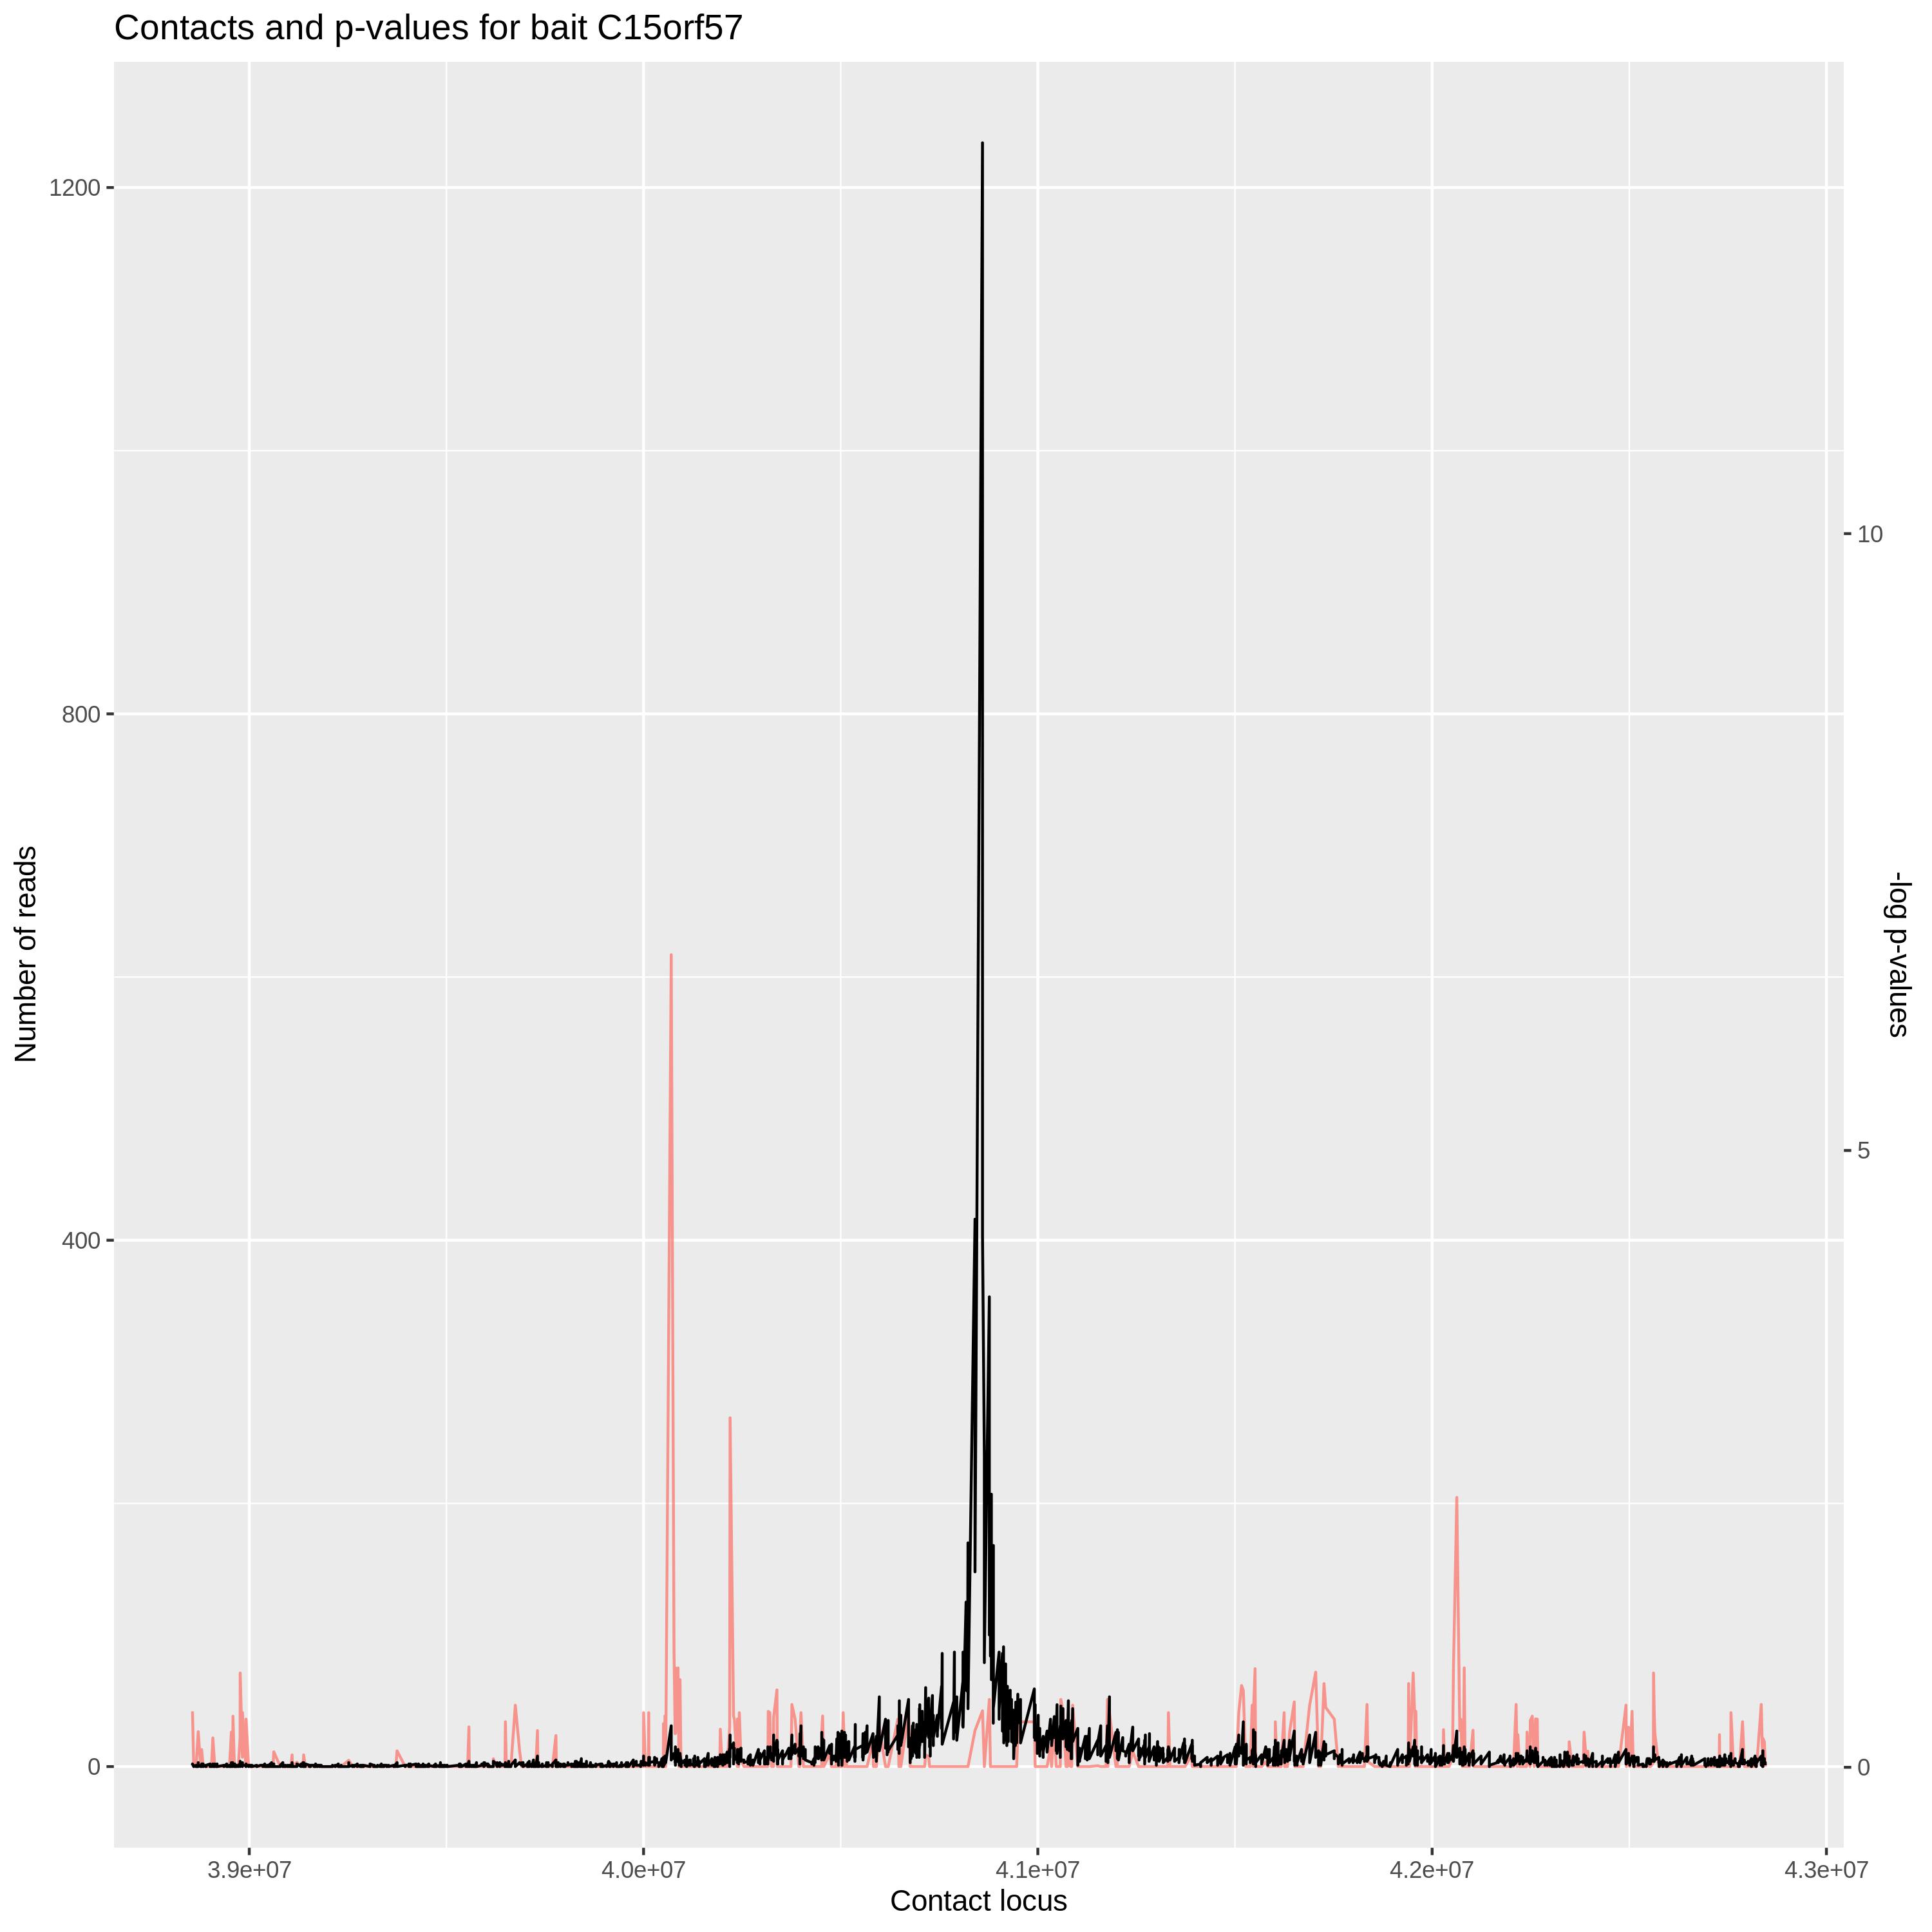 Contacts and p-values for bait C15orf57
1200
800
400
0
Number of reads
10
5
0
-log p-values
3.9e+07
4.0e+07
4.1e+07
4.2e+07
4.3e+07
Contact locus